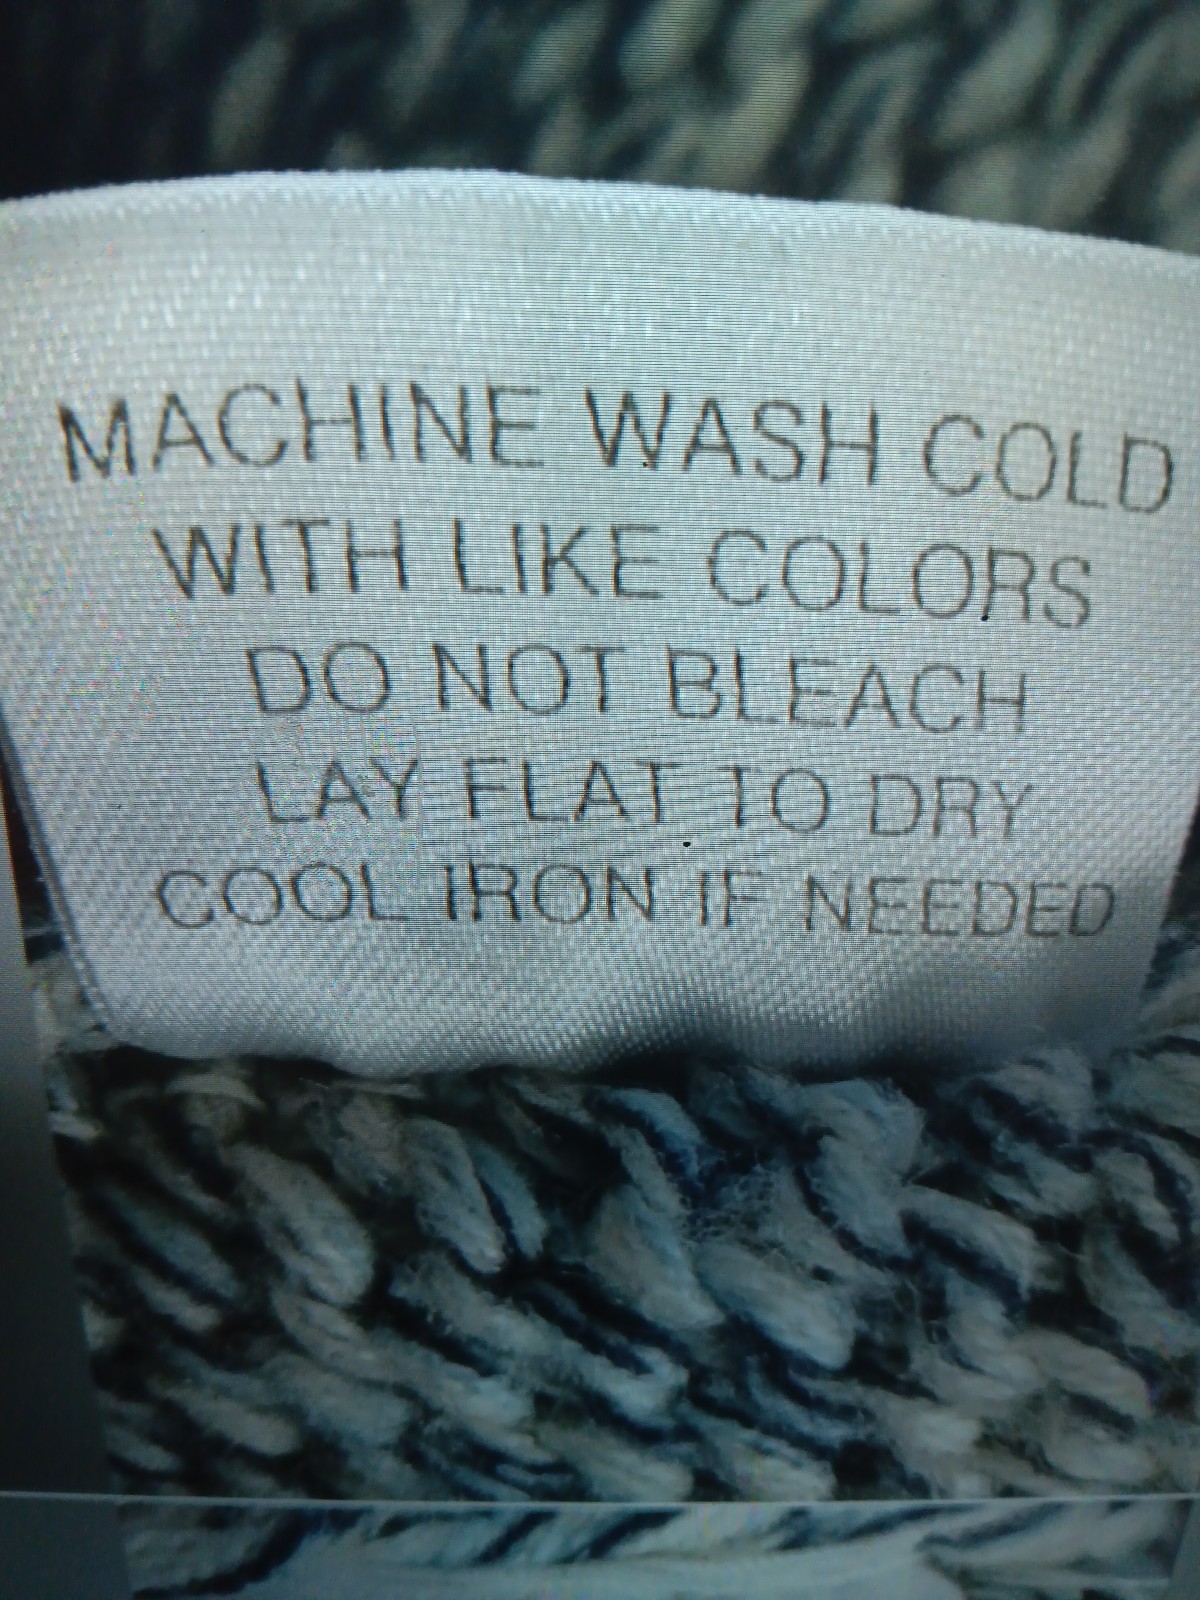 MACHINE WASH COLD
WITH LIKE COLORS
DO NOT BLEACH
LAY FLAT TO DRY
COOL IRON IF NEEDED